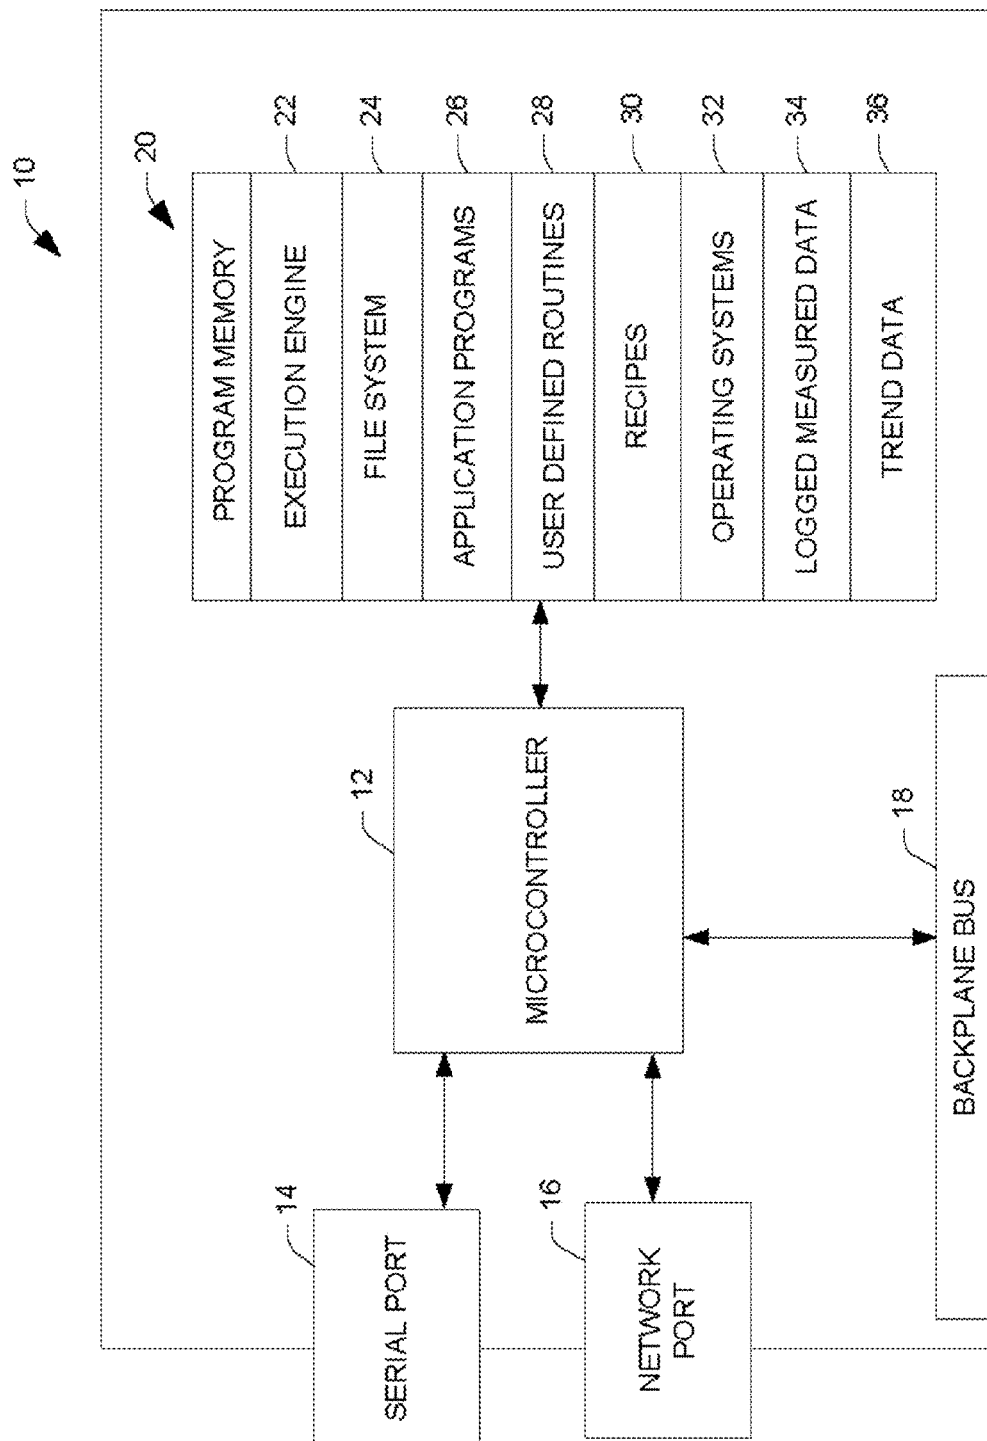 10
20
PROGRAM MEMORY
EXECUTION ENGINE
22
FILE SYSTEM
24
APPLICATION PROGRAMS
26
USER DEFINED ROUTINES
28
RECIPES
30
OPERATING SYSTEMS
32
LOGGED MEASURED DATA
34
TREND DATA
36
12
MICROCONTROLLER
14
SERIAL PORT
16
NETWORK
PORT
18
BACKPLANE BUS